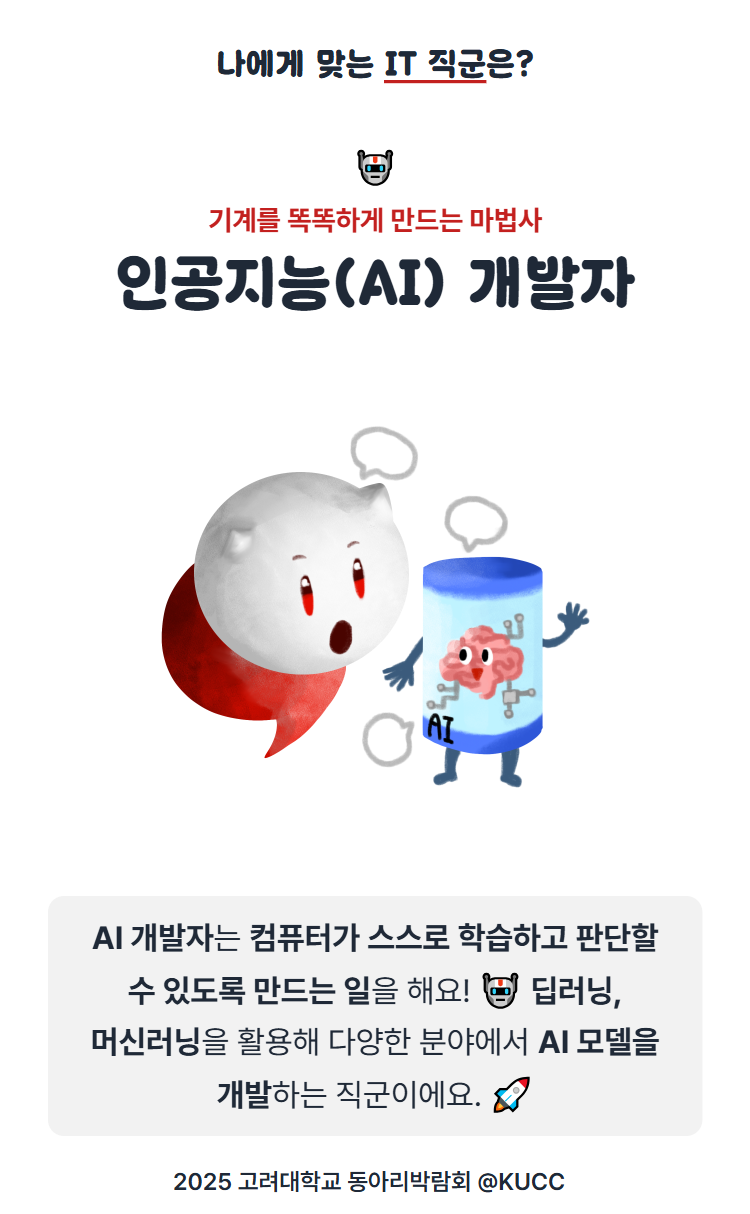 나에게 맞는 IT 직군은?
기계를 똑똑하게 만드는 마법사
인공지능(AI) 개발자
AI
AI 개발자는 컴퓨터가 스스로 학습하고 판단할
수 있도록 만드는 일을 해요! 🤖 딥러닝,
머신러닝을 활용해 다양한 분야에서 AI 모델을
개발하는 직군이에요. 🚀
2025 고려대학교 동아리박람회 @KUCC